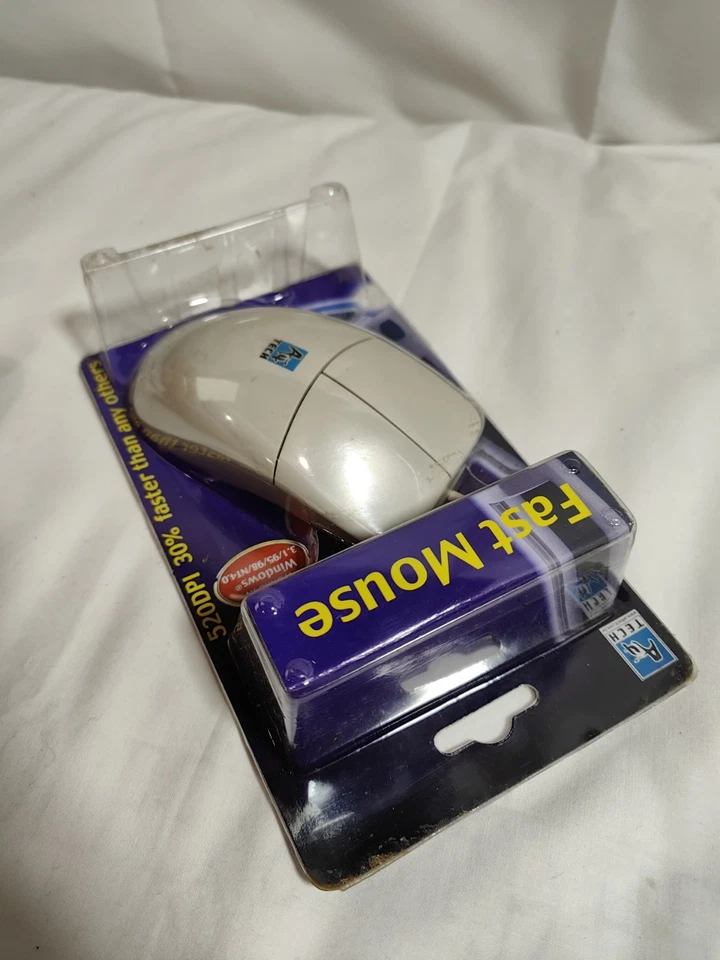 Fast Mouse
A4
TECH
A4
TECH
520DPI 30% faster than any others
Windows®
3.1/95/98/NT4.0
A4
TECH